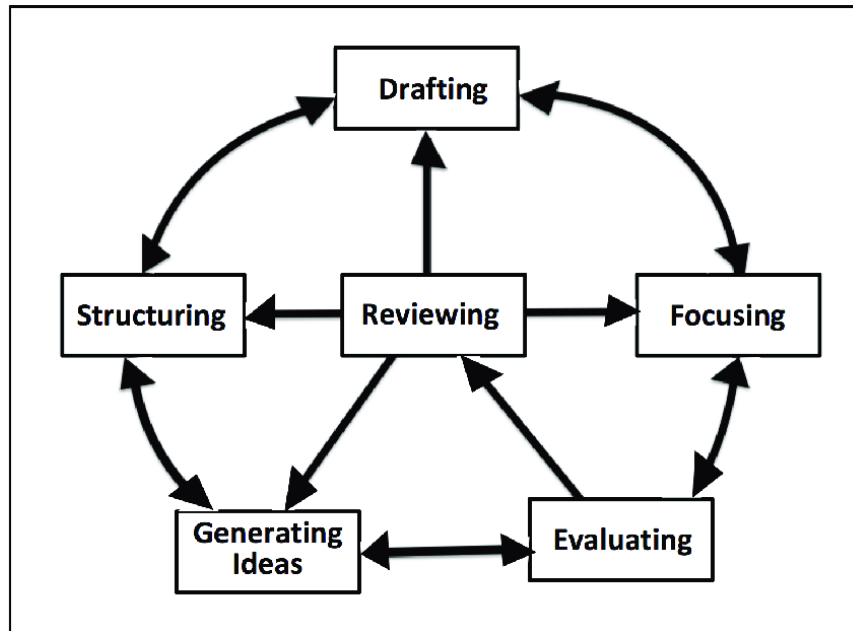 Drafting
Structuring
Reviewing
Focusing
Generating
Ideas
Evaluating